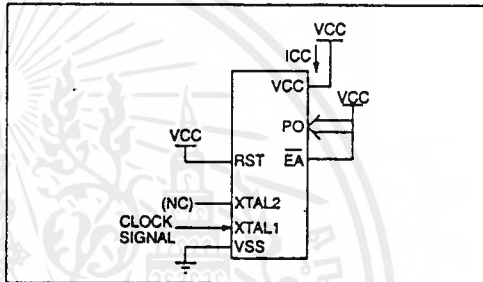 VCC
ICC
VCC
VCC
PO
VCC
RST
EA
(NC)
XTAL2
CLOCK
SIGNAL
XTAL1
VSS